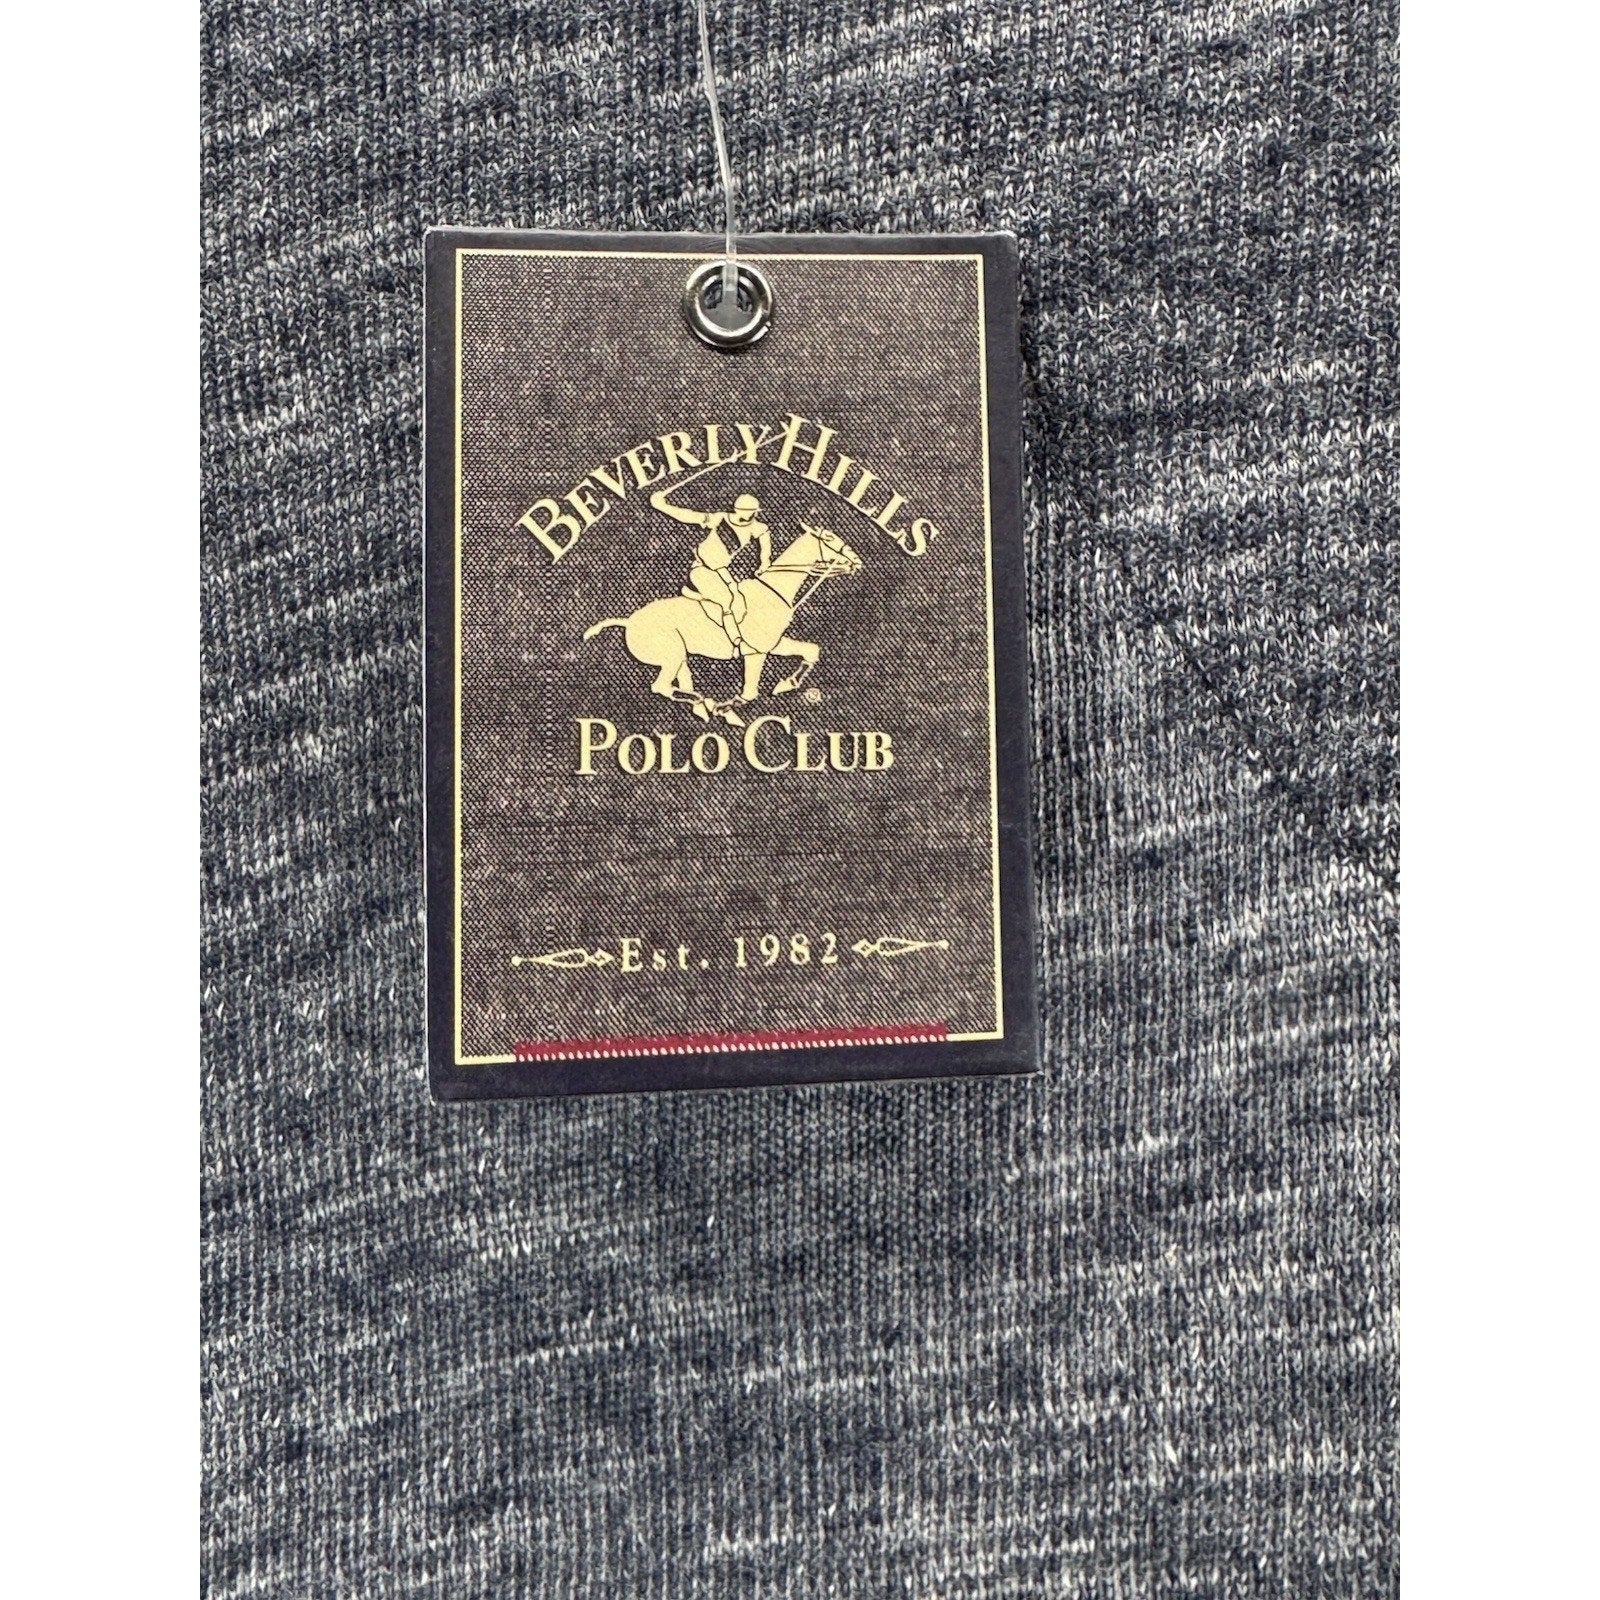 BEVERLY HILLS
®
POLO CLUB
Est. 1982